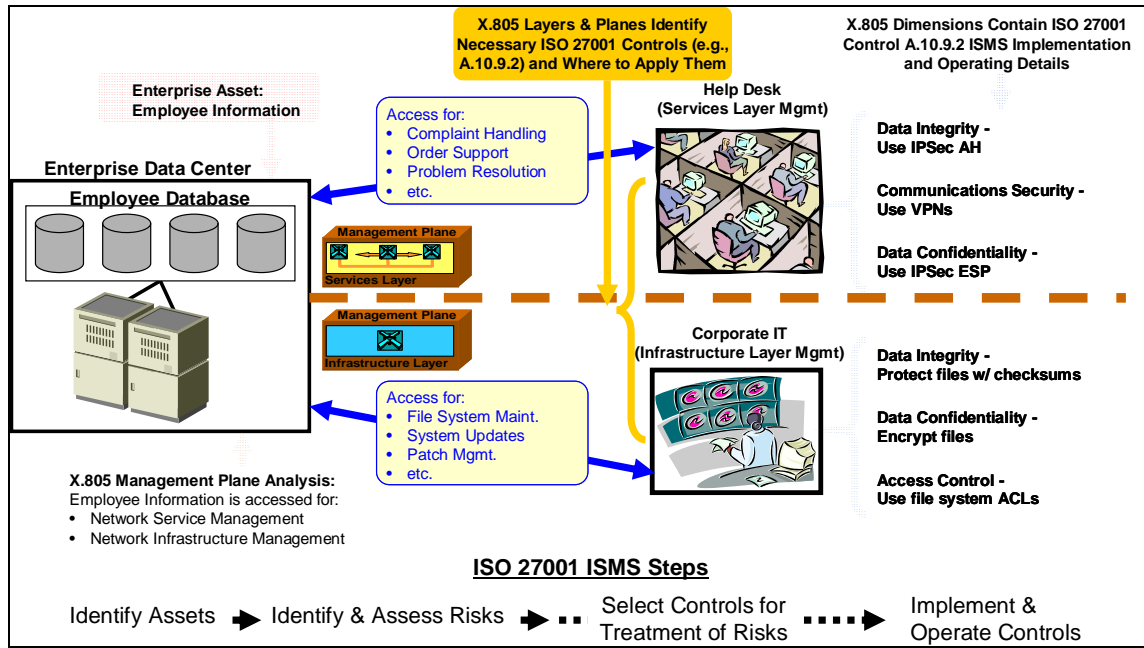 X.805 Layers & Planes Identify
Necessary ISO 27001 Controls (e.g.,
A.10.9.2) and Where to Apply Them
X.805 Dimensions Contain ISO 27001
Control A.10.9.2 ISMS Implementation
and Operating Details
Enterprise Asset:
Employee Information
Enterprise Data Center
Employee Database
Access for:
• Complaint Handling
• Order Support
• Problem Resolution
• etc.
Help Desk
(Services Layer Mgmt)
Data Integrity -
Use IPSec AH
Communications Security -
Use VPNs
Data Confidentiality -
Use IPSec ESP
Management Plane
Services Layer
Management Plane
Infrastructure Layer
Access for:
• File System Maint.
• System Updates
• Patch Mgmt.
• etc.
Corporate IT
(Infrastructure Layer Mgmt)
Data Integrity -
Protect files w/ checksums
Data Confidentiality -
Encrypt files
Access Control -
Use file system ACLs
X.805 Management Plane Analysis:
Employee Information is accessed for:
• Network Service Management
• Network Infrastructure Management
ISO 27001 ISMS Steps
Identify Assets
Identify & Assess Risks
Select Controls for
Treatment of Risks
Implement &
Operate Controls